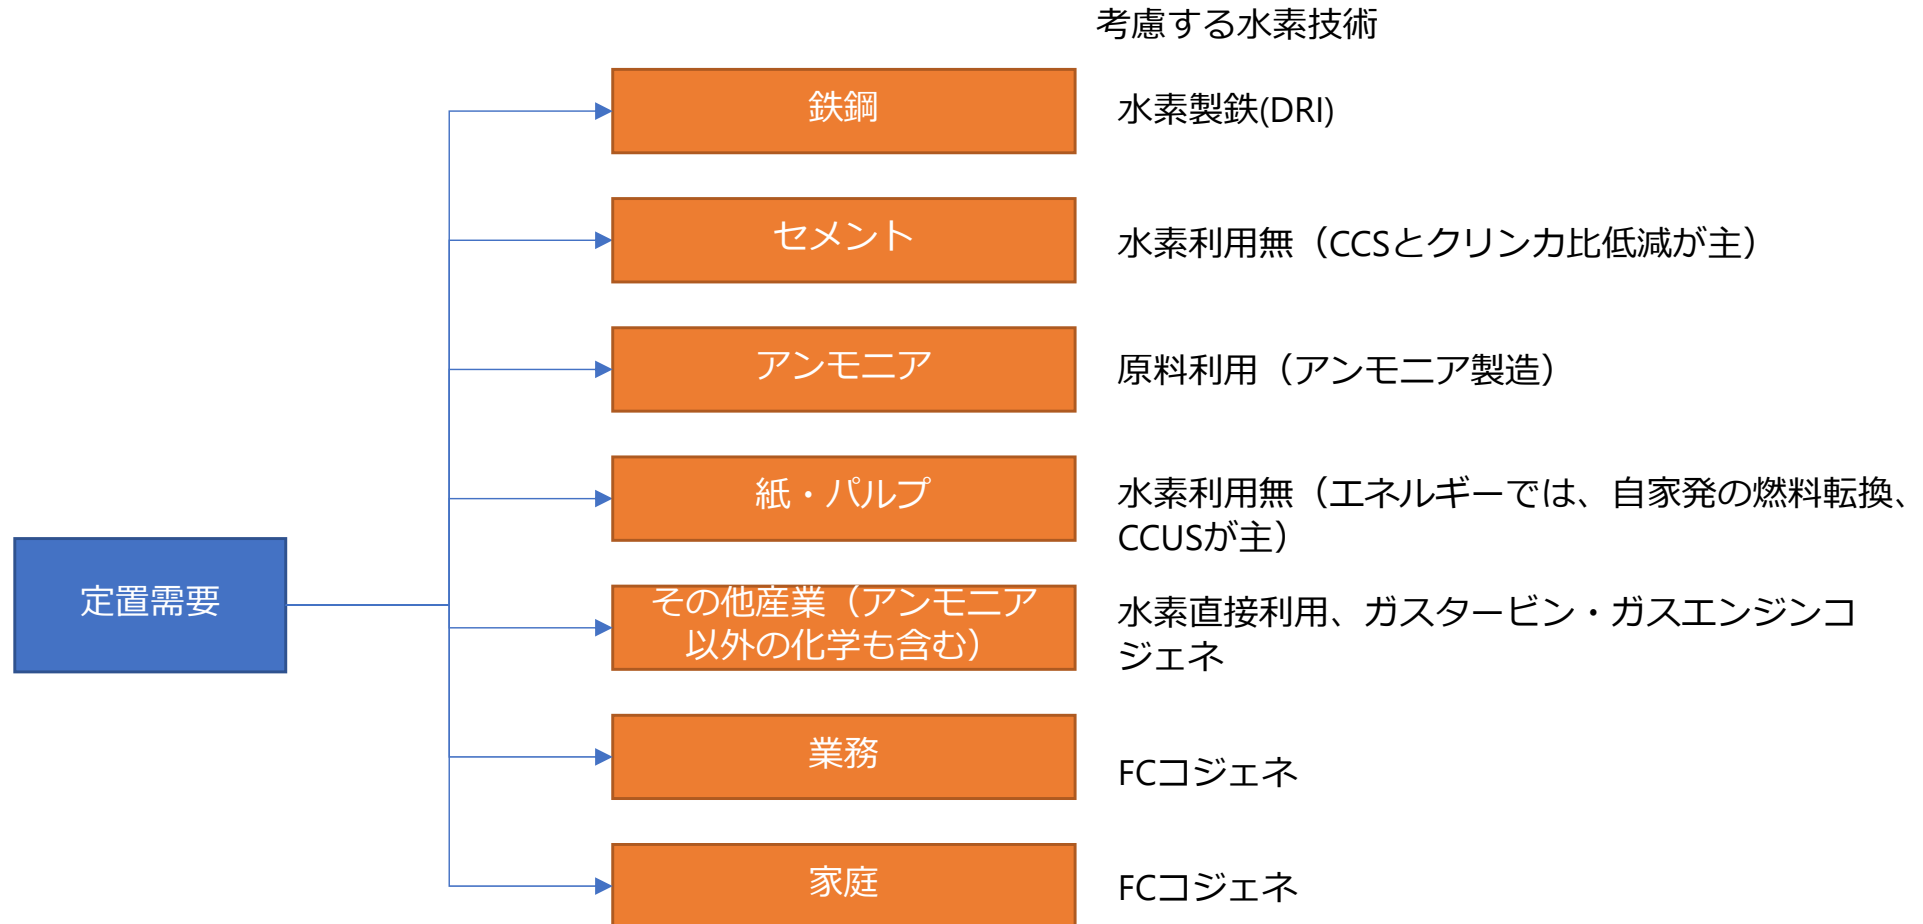 考慮する水素技術
鉄鋼
水素製鉄(DRI)
セメント
水素利用無（CCSとクリンカ比低減が主）
アンモニア
原料利用（アンモニア製造）
紙・パルプ
水素利用無（エネルギーでは、自家発の燃料転換、
CCUSが主）
定置需要
その他産業（アンモニア
以外の化学も含む）
水素直接利用、ガスタービン・ガスエンジンコ
ジェネ
業務
FCコジェネ
家庭
FCコジェネ